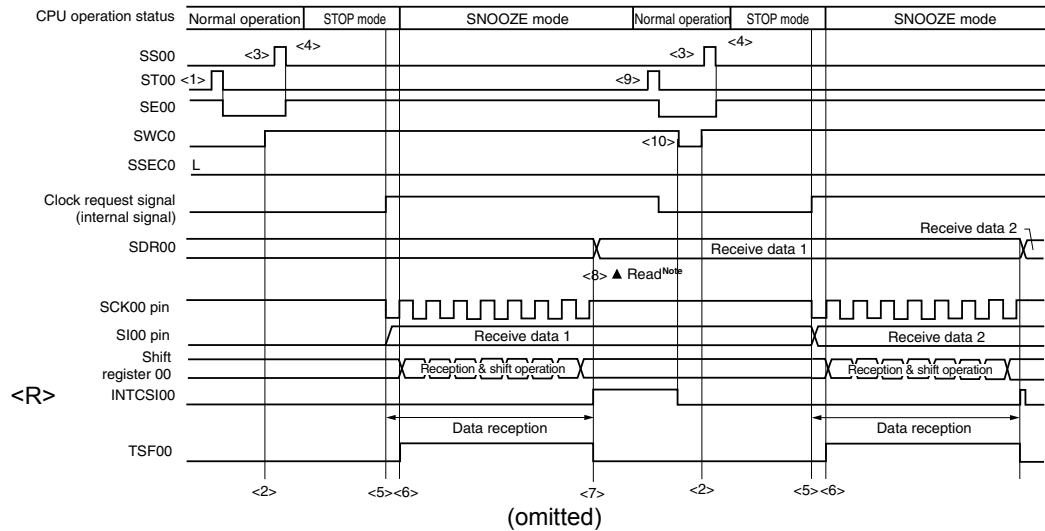 CPU operation status Normal operation STOP mode SNOOZE mode Normal operation STOP mode SNOOZE mode
SS00 <3> <4> <3> <4>
ST00 <1> <9>
SE00
SWC0 <10>
SSEC0 L
Clock request signal
(internal signal)
Receive data 2
SDR00 Receive data 1
<8> ▲ Read Note
SCK00 pin
SI00 pin Receive data 1 Receive data 2
Shift
register 00 Reception & shift operation Reception & shift operation
<R> INTCSI00
Data reception Data reception
TSF00
<2> <5> <6> <7> <2> <5> <6>
(omitted)